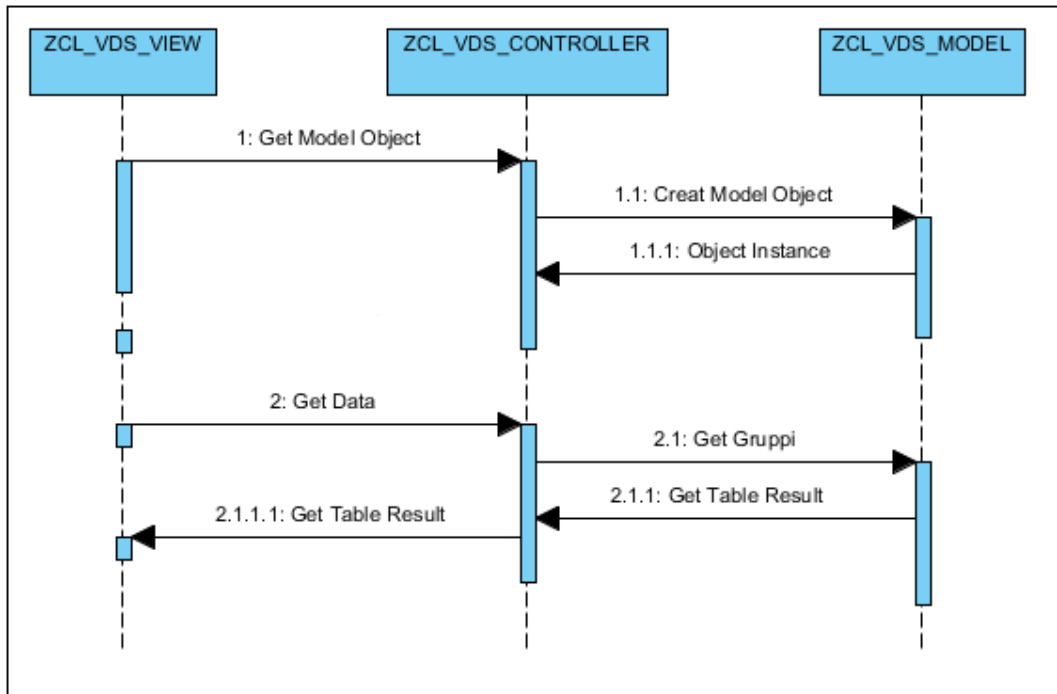 ZCL_VDS_VIEW
ZCL_VDS_CONTROLLER
ZCL_VDS_MODEL
1: Get Model Object
1.1: Creat Model Object
1.1.1: Object Instance
2: Get Data
2.1: Get Gruppi
2.1.1: Get Table Result
2.1.1.1: Get Table Result